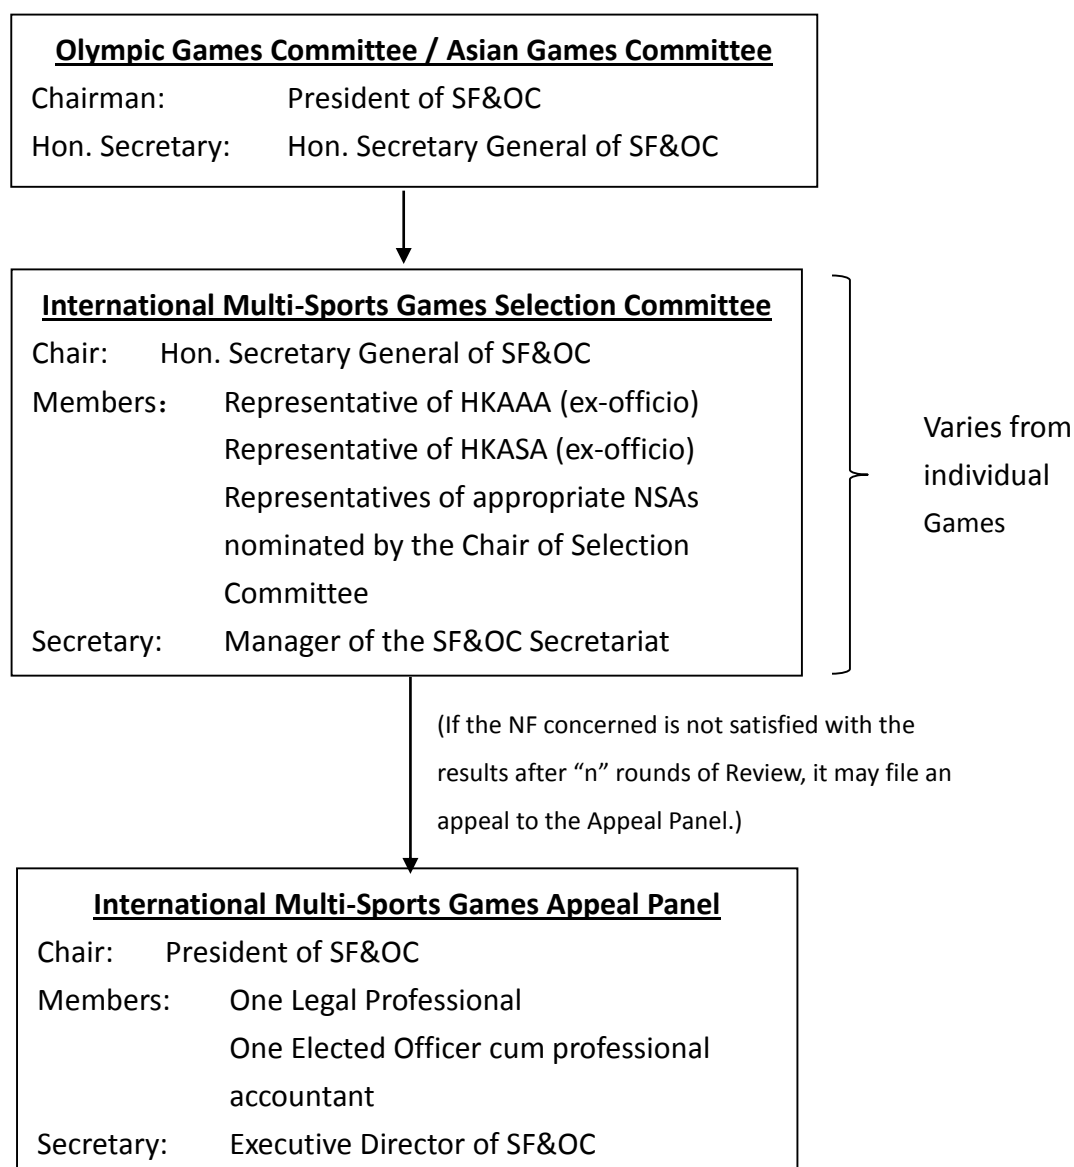 Olympic Games Committee / Asian Games Committee
Chairman: President of SF&OC
Hon. Secretary: Hon. Secretary General of SF&OC
International Multi-Sports Games Selection Committee
Chair: Hon. Secretary General of SF&OC
Members： Representative of HKAAA (ex-officio)
Representative of HKASA (ex-officio)
Representatives of appropriate NSAs
nominated by the Chair of Selection
Committee
Secretary: Manager of the SF&OC Secretariat
Varies from
individual
Games
(If the NF concerned is not satisfied with the
results after “n” rounds of Review, it may file an
appeal to the Appeal Panel.)
International Multi-Sports Games Appeal Panel
Chair: President of SF&OC
Members: One Legal Professional
One Elected Officer cum professional
accountant
Secretary: Executive Director of SF&OC